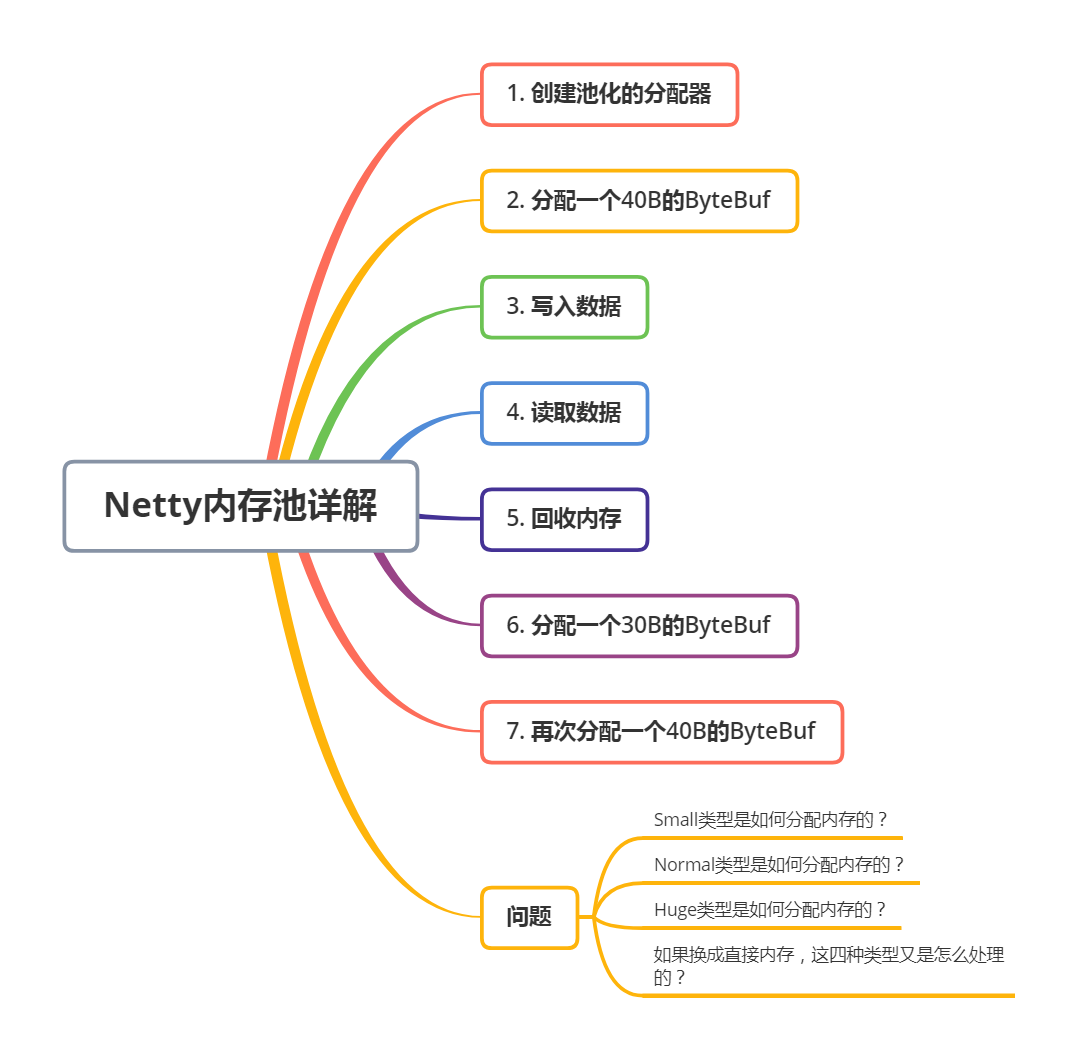 1. 创建池化的分配器
2. 分配一个40B的ByteBuf
3. 写入数据
4. 读取数据
Netty内存池详解
5. 回收内存
6. 分配一个30B的ByteBuf
7. 再次分配一个40B的ByteBuf
问题
Small类型是如何分配内存的？
Normal类型是如何分配内存的？
Huge类型是如何分配内存的？
如果换成直接内存，这四种类型又是怎么处理
的？